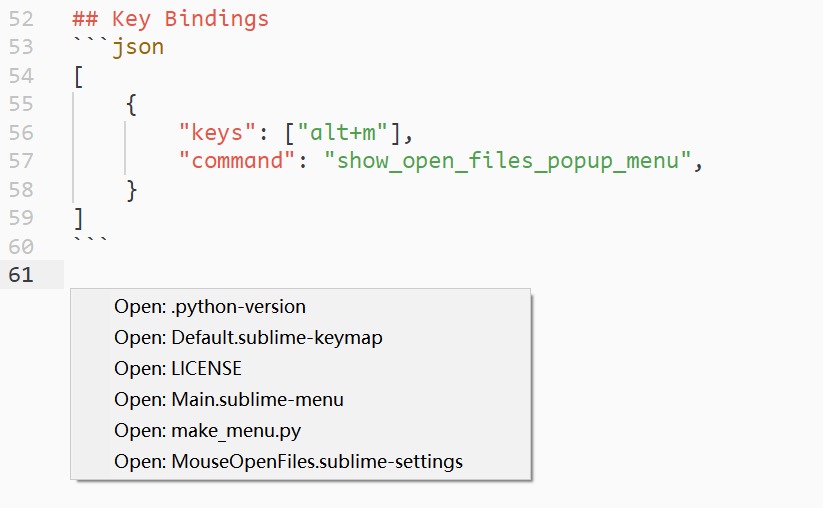 52 ## Key Bindings
53 ```json
54 [
55     {
56         "keys": ["alt+m"],
57         "command": "show_open_files_popup_menu",
58     }
59 ]
60 ```
61
Open: .python-version
Open: Default.sublime-keymap
Open: LICENSE
Open: Main.sublime-menu
Open: make_menu.py
Open: MouseOpenFiles.sublime-settings